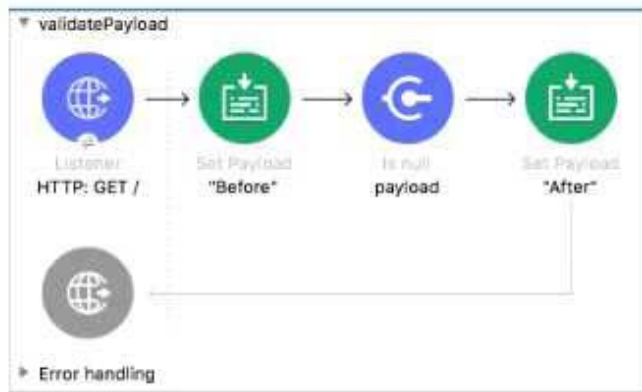 validatePayload
Listener
HTTP: GET /
Set Payload
"Before"
Is null
payload
Set Payload
"After"
Error handling